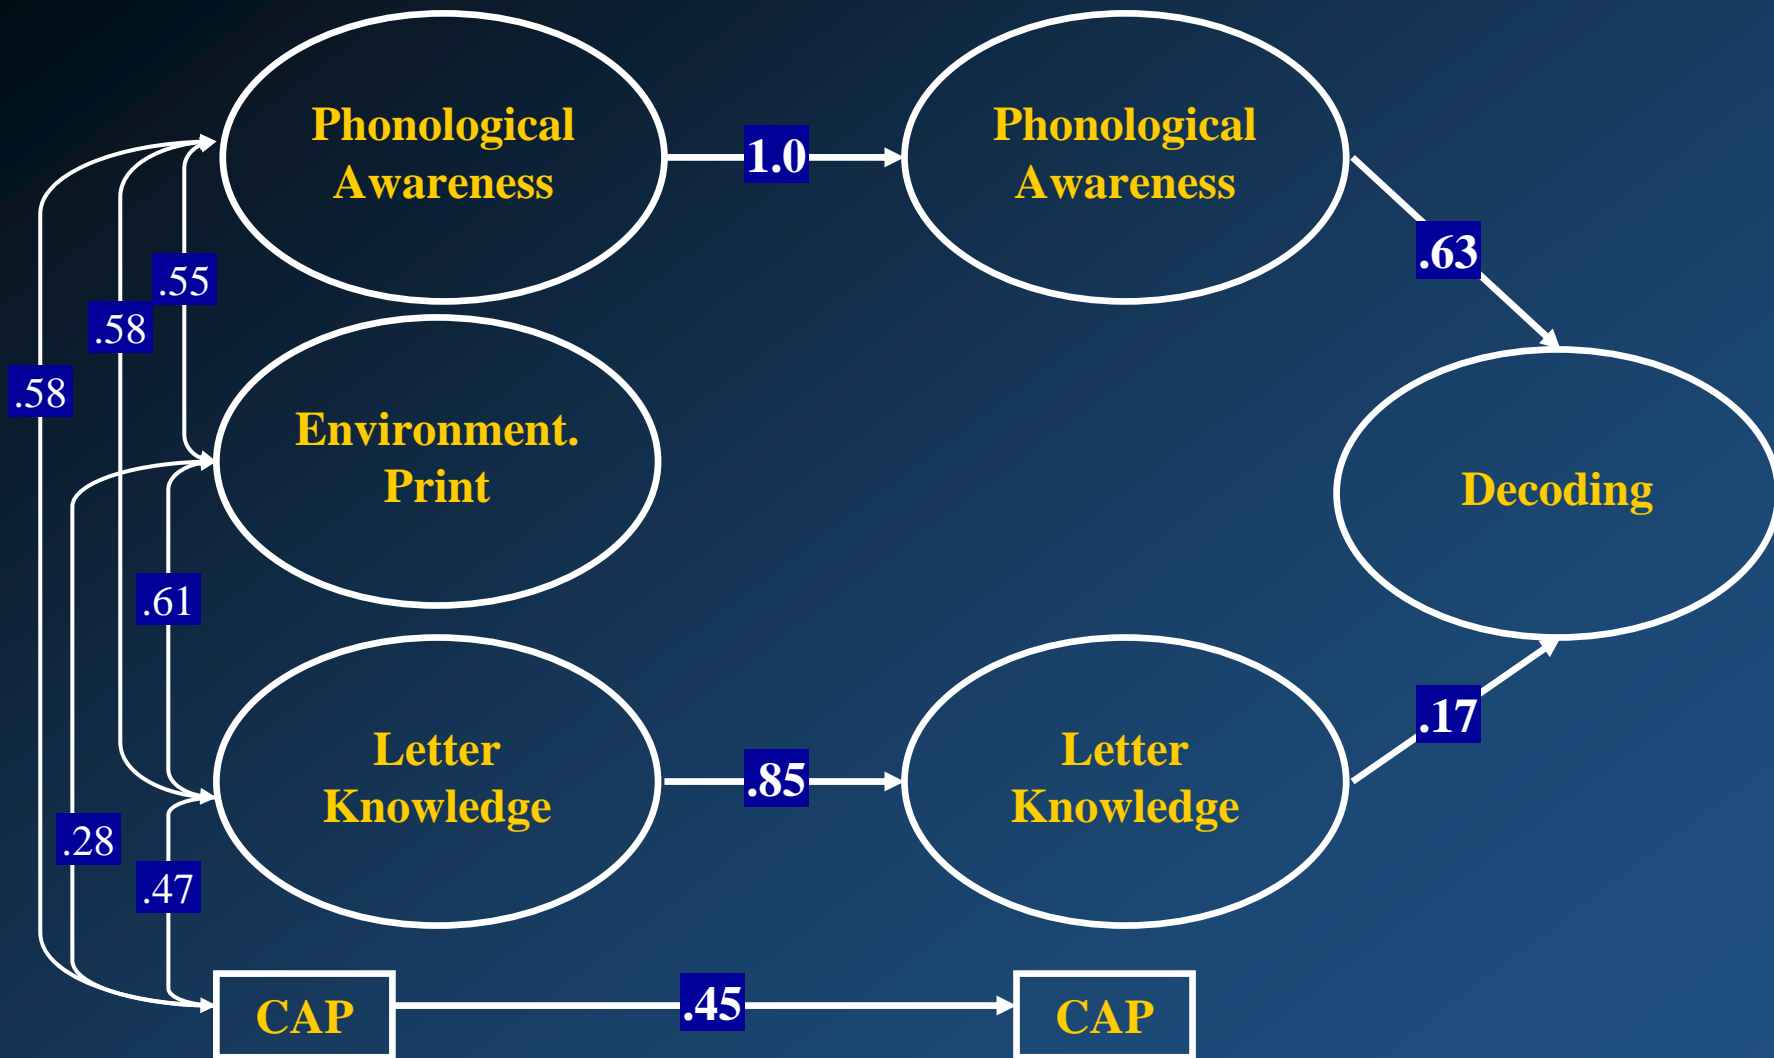 Phonological
Awareness
1.0
Phonological
Awareness
.63
.55
.58
.58
Environment.
Print
Decoding
.61
Letter
Knowledge
.85
Letter
Knowledge
.17
.28
.47
CAP
.45
CAP